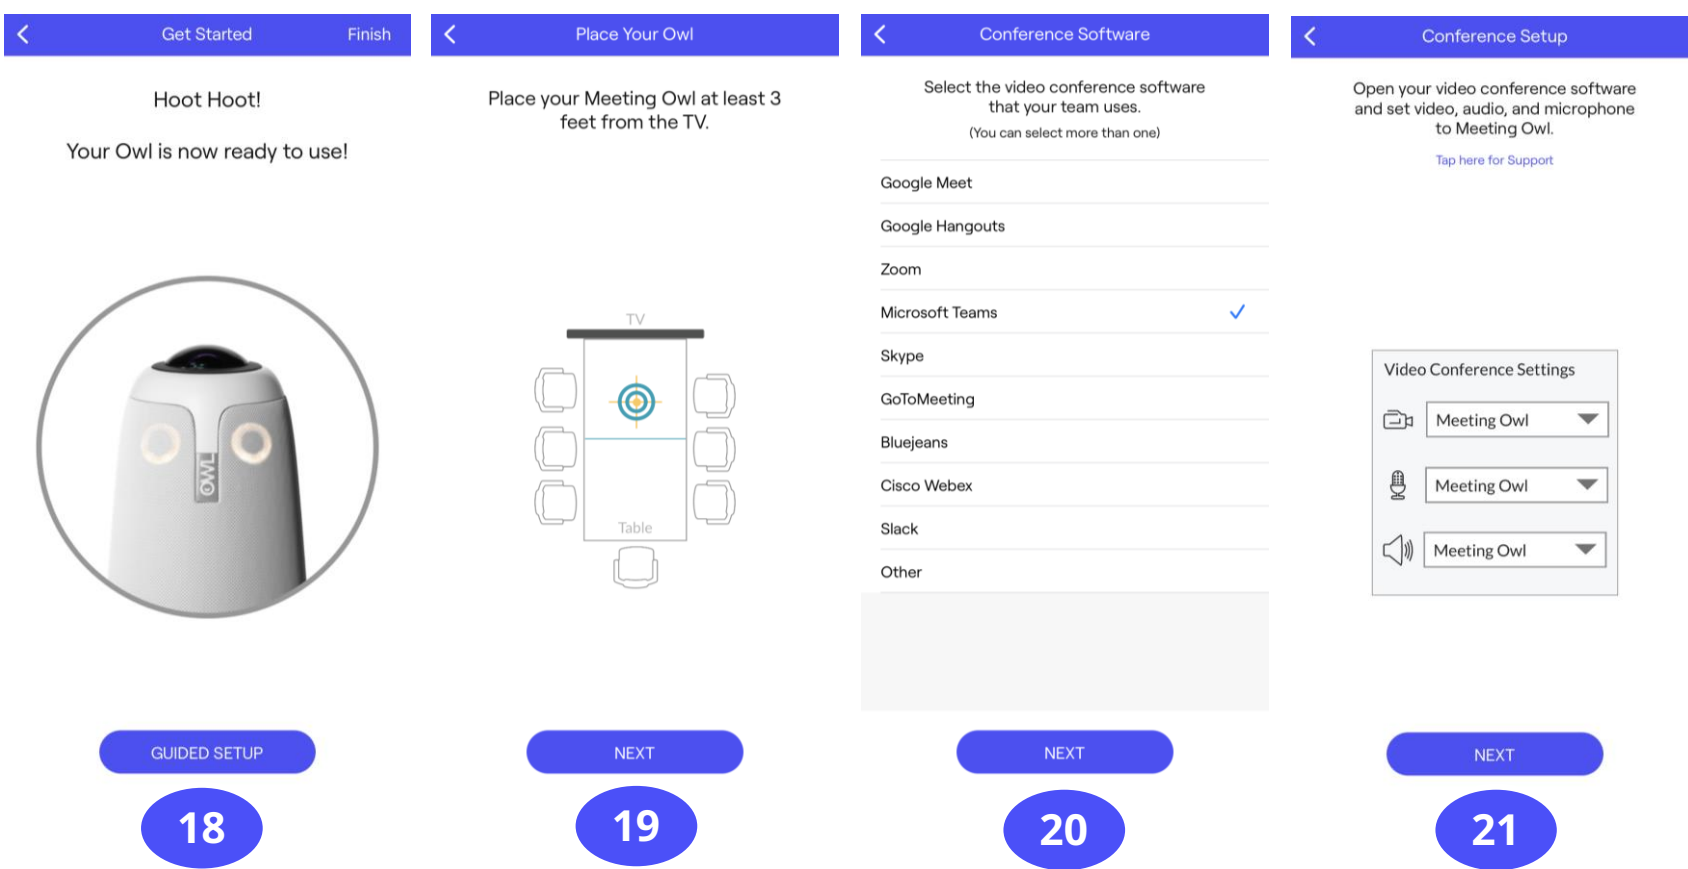 Get Started
Finish
Hoot Hoot!
Your Owl is now ready to use!
OWL
GUIDED SETUP
18
Place Your Owl
Place your Meeting Owl at least 3
feet from the TV.
TV
Table
NEXT
19
Conference Software
Select the video conference software
that your team uses.
(You can select more than one)
Google Meet
Google Hangouts
Zoom
Microsoft Teams
Skype
GoToMeeting
Bluejeans
Cisco Webex
Slack
Other
NEXT
20
Conference Setup
Open your video conference software
and set video, audio, and microphone
to Meeting Owl.
Tap here for Support
Video Conference Settings
Meeting Owl
Meeting Owl
Meeting Owl
NEXT
21